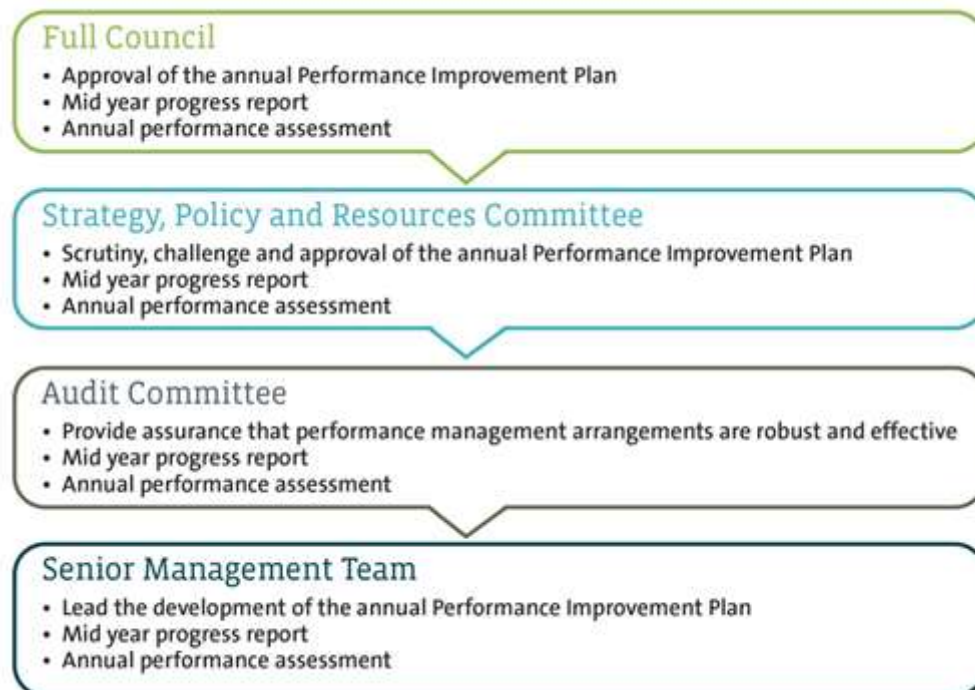 Full Council
• Approval of the annual Performance Improvement Plan
• Mid year progress report
• Annual performance assessment
Strategy, Policy and Resources Committee
• Scrutiny, challenge and approval of the annual Performance Improvement Plan
• Mid year progress report
• Annual performance assessment
Audit Committee
• Provide assurance that performance management arrangements are robust and effective
• Mid year progress report
• Annual performance assessment
Senior Management Team
• Lead the development of the annual Performance Improvement Plan
• Mid year progress report
• Annual performance assessment